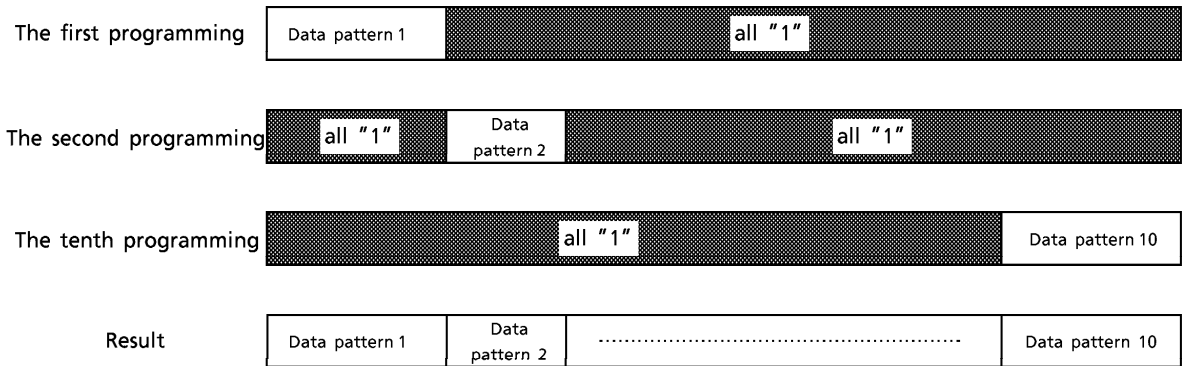 The first programming Data pattern 1 all "1"
The second programming all "1" Data pattern 2 all "1"
The tenth programming all "1" Data pattern 10
Result Data pattern 1 Data pattern 2 ........................................ Data pattern 10